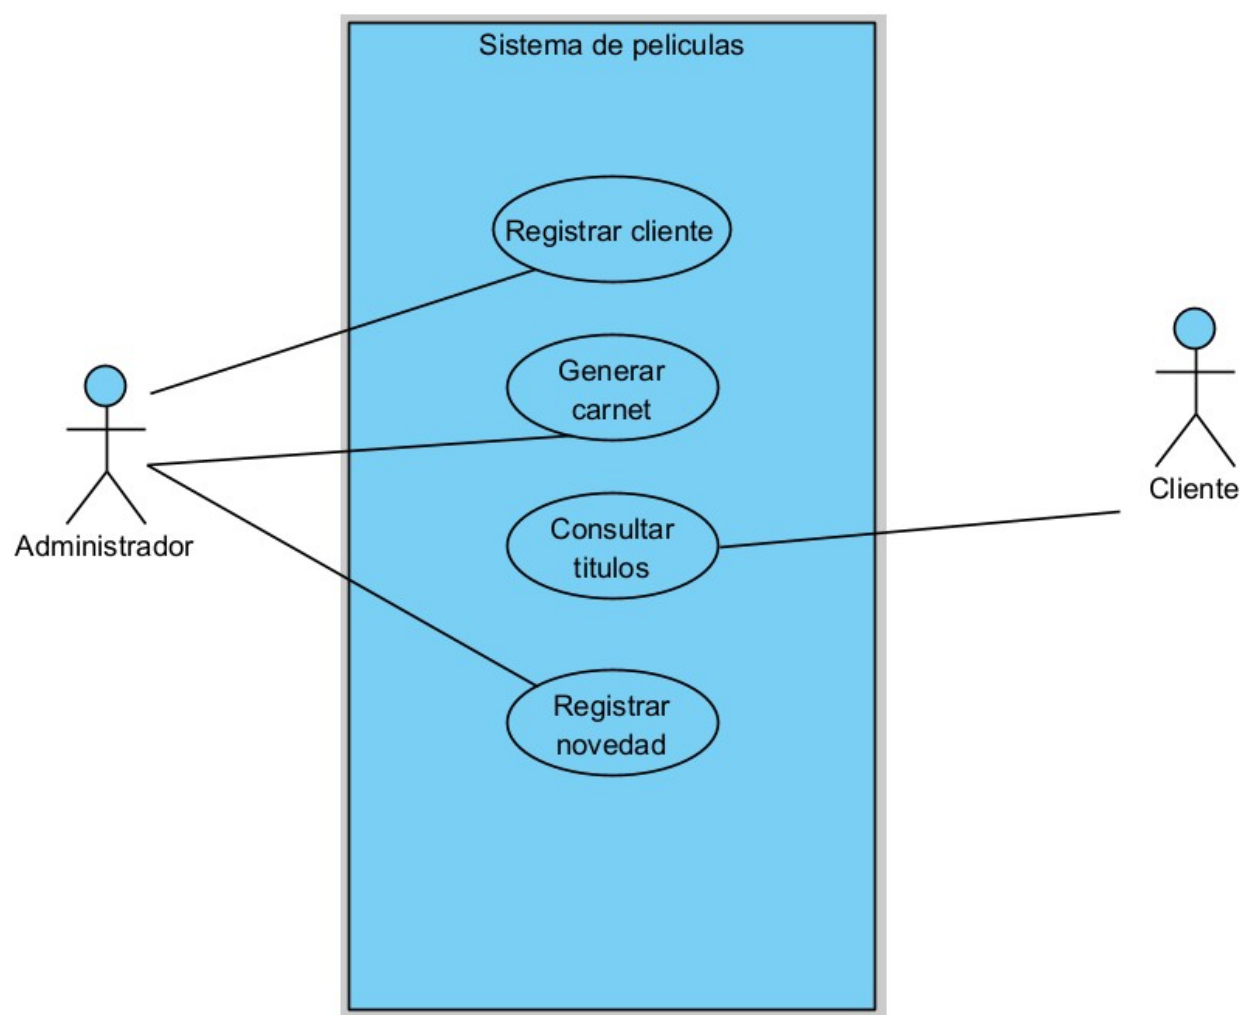 Sistema de peliculas
Registrar cliente
Generar
carnet
Consultar
titulos
Registrar
novedad
Administrador
Cliente